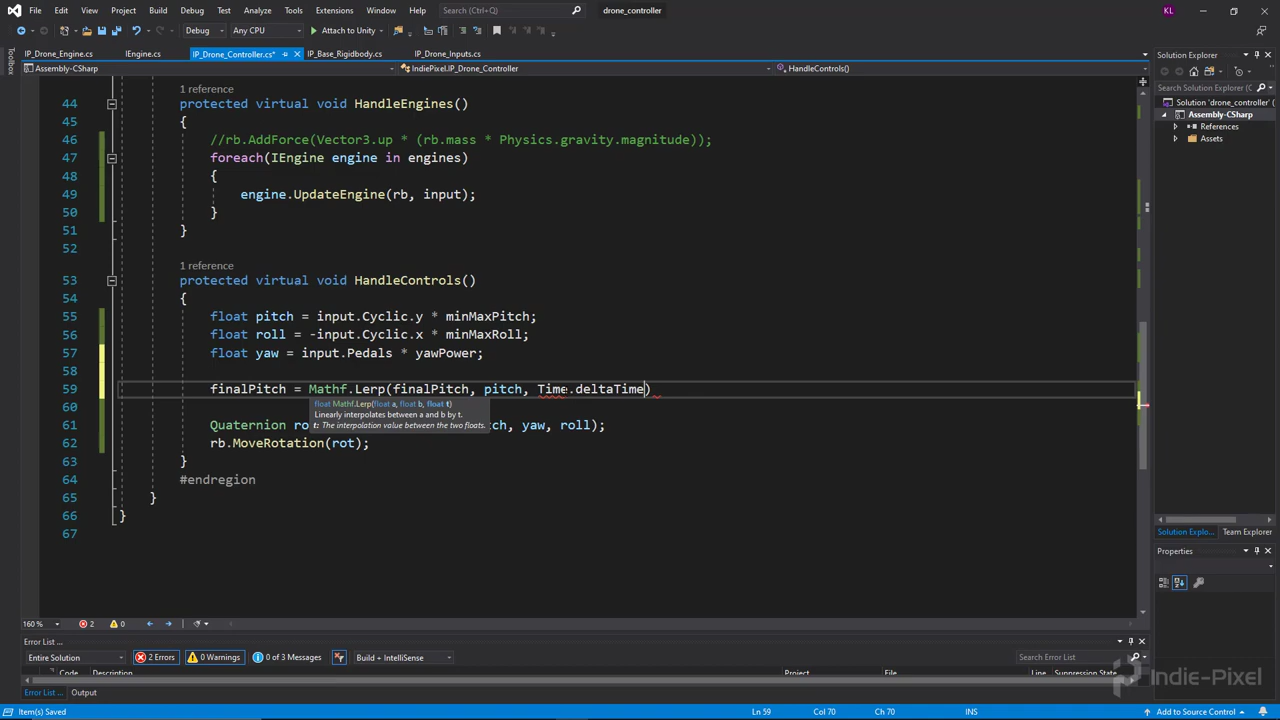 File Edit View Project Build Debug Test Analyze Tools Extensions Window Help Search (Ctrl+Q) drone_controller KL
Debug Any CPU Attach to Unity
IP_Drone_Engine.cs IEngine.cs IP_Drone_Controller.cs* IP_Base_Rigidbody.cs IP_Drone_Inputs.cs
Toolbox
Assembly-CSharp IndiePixel.IP_Drone_Controller HandleControls()
1 reference
44 protected virtual void HandleEngines()
45 {
46 //rb.AddForce(Vector3.up * (rb.mass * Physics.gravity.magnitude));
47 foreach(IEngine engine in engines)
48 {
49 engine.UpdateEngine(rb, input);
50 }
51 }
52
1 reference
53 protected virtual void HandleControls()
54 {
55 float pitch = input.Cyclic.y * minMaxPitch;
56 float roll = -input.Cyclic.x * minMaxRoll;
57 float yaw = input.Pedals * yawPower;
58
59 finalPitch = Mathf.Lerp(finalPitch, pitch, Time.deltaTime)
float Mathf.Lerp(float a, float b, float t)
60 Linearly interpolates between a and b by t.
t: The interpolation value between the two floats.
61 Quaternion ro ch, yaw, roll);
62 rb.MoveRotation(rot);
63 }
64 #endregion
65 }
66 }
67
160 % 2 0
Error List ...
Entire Solution 2 Errors 0 Warnings 0 of 3 Messages Build + IntelliSense Search Error List
Code Description Project File Line Suppression State
Error List ... Output
Item(s) Saved Ln 59 Col 70 Ch 70 INS Add to Source Control
Solution Explorer
Search Solution Explorer
Solution 'drone_controller'
Assembly-CSharp
References
Assets
Solution Explo... Team Explorer
Properties
Indie-Pixel